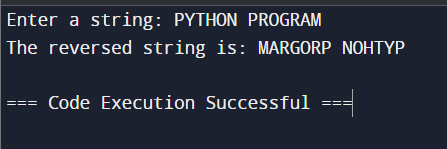 Enter a string: PYTHON PROGRAM
The reversed string is: MARGORP NOHTYP
=== Code Execution Successful ===